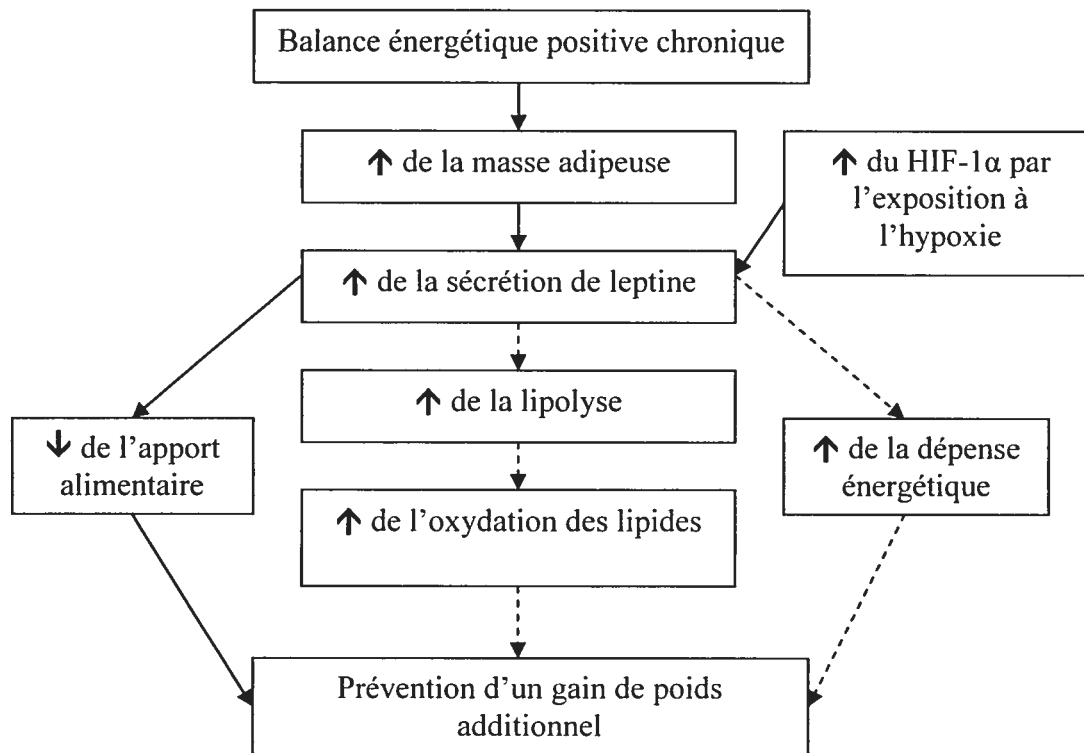 Balance énergétique positive chronique
↑ de la masse adipeuse
↑ du HIF-1α par
l'exposition à
l'hypoxie
↑ de la sécrétion de leptine
↑ de la lipolyse
↓ de l'apport
alimentaire
↑ de la dépense
énergétique
↑ de l'oxydation des lipides
Prévention d'un gain de poids
additionnel